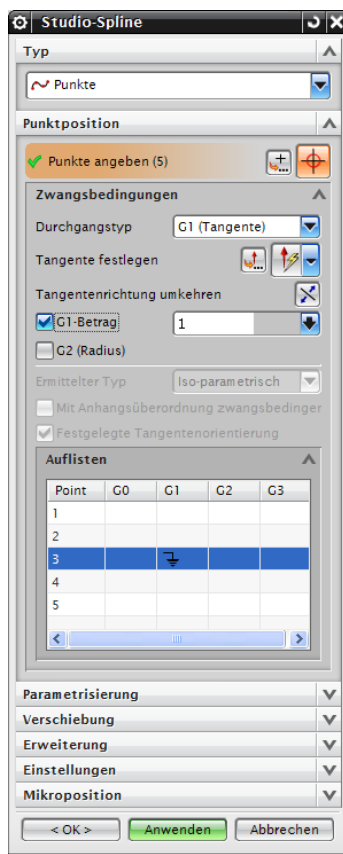 Studio-Spline
Typ
Punkte
Punktposition
Punkte angeben (5)
Zwangsbedingungen
Durchgangstyp G1 (Tangente)
Tangente festlegen
Tangentenrichtung umkehren
G1-Betrag 1
G2 (Radius)
Ermittelter Typ Iso-parametrisch
Mit Anhangsüberordnung zwangsbedinger
Festgelegte Tangentenorientierung
Auflisten
Point G0 G1 G2 G3
1
2
3
4
5
Parametrisierung
Verschiebung
Erweiterung
Einstellungen
Mikroposition
< OK > Anwenden Abbrechen